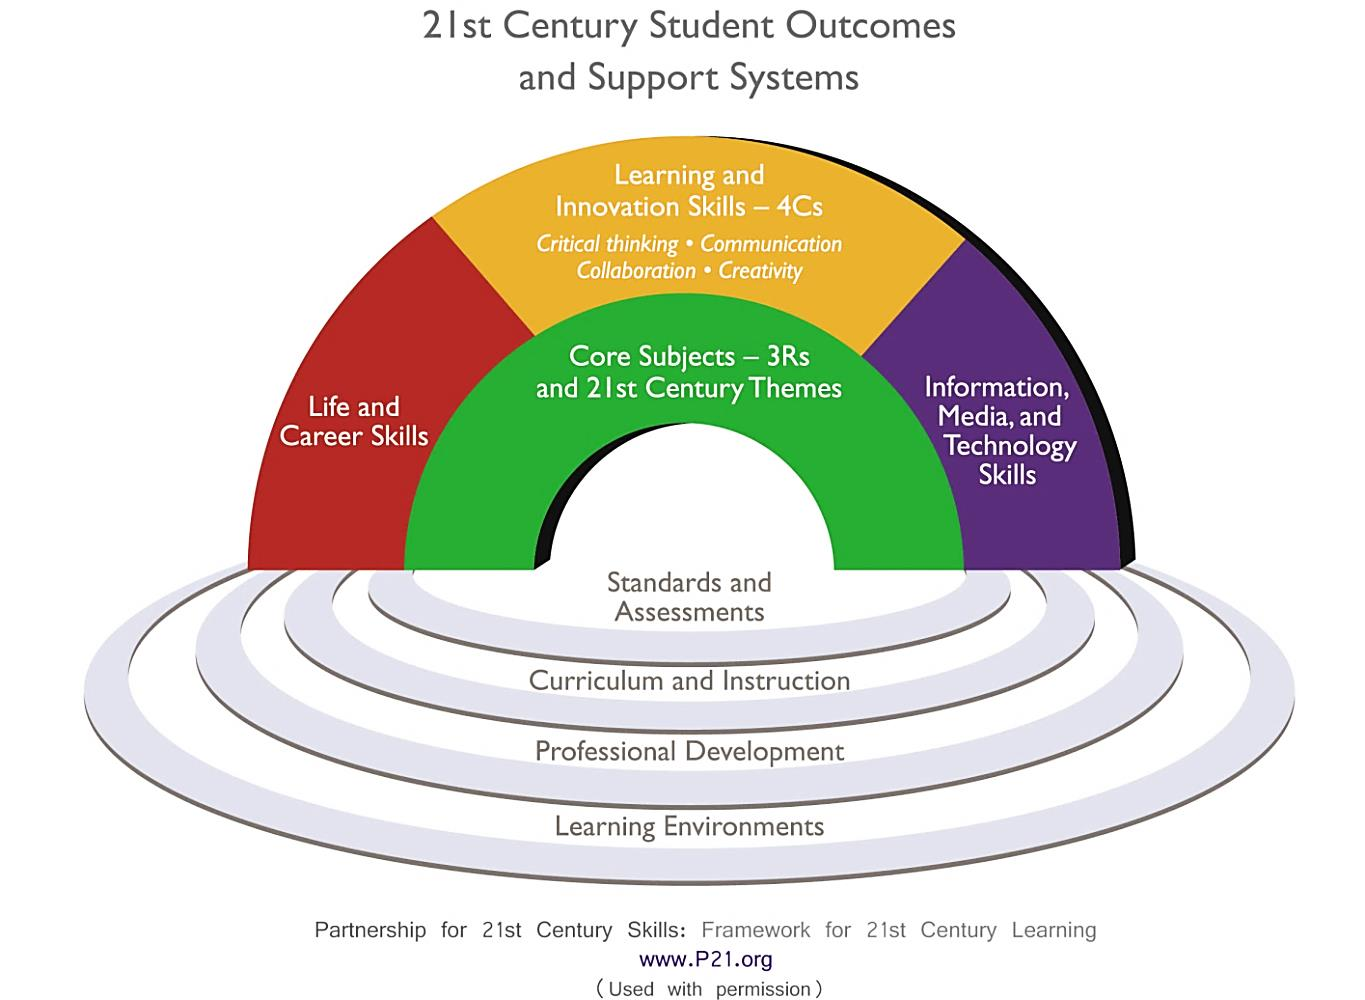 21st Century Student Outcomes
and Support Systems
Learning and
Innovation Skills – 4Cs
Critical thinking • Communication
Collaboration • Creativity
Core Subjects – 3Rs
and 21st Century Themes
Life and
Career Skills
Information,
Media, and
Technology
Skills
Standards and
Assessments
Curriculum and Instruction
Professional Development
Learning Environments
Partnership for 21st Century Skills: Framework for 21st Century Learning
www.P21.org
(Used with permission)